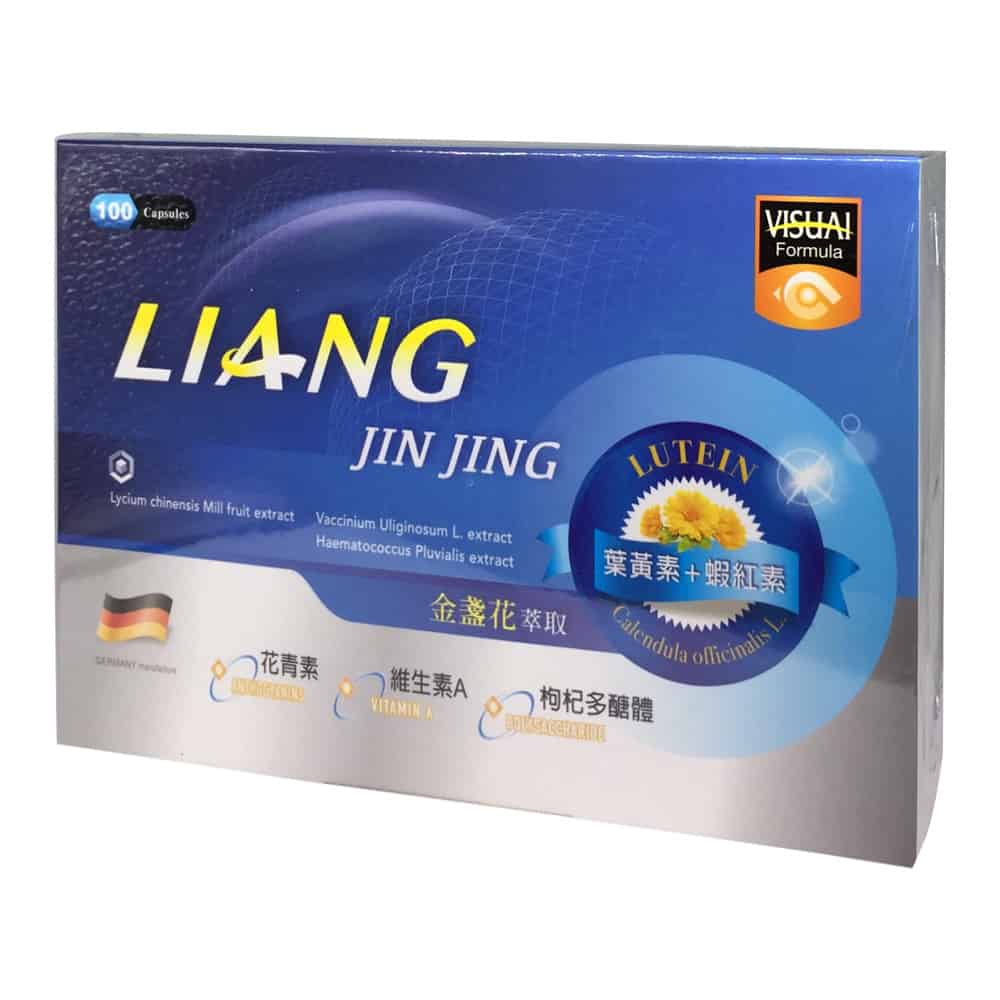 100 Capsules
VISUAL
Formula
LIANG
JIN JING
Lycium chinensis Mill fruit extract
Vaccinium Uliginosum L. extract
Haematococcus Pluvialis extract
LUTEIN
葉黃素+蝦紅素
Calendula officinalis L.
金盞花萃取
GERMANY
花青素
維生素A
VITAMIN A
枸杞多醣體